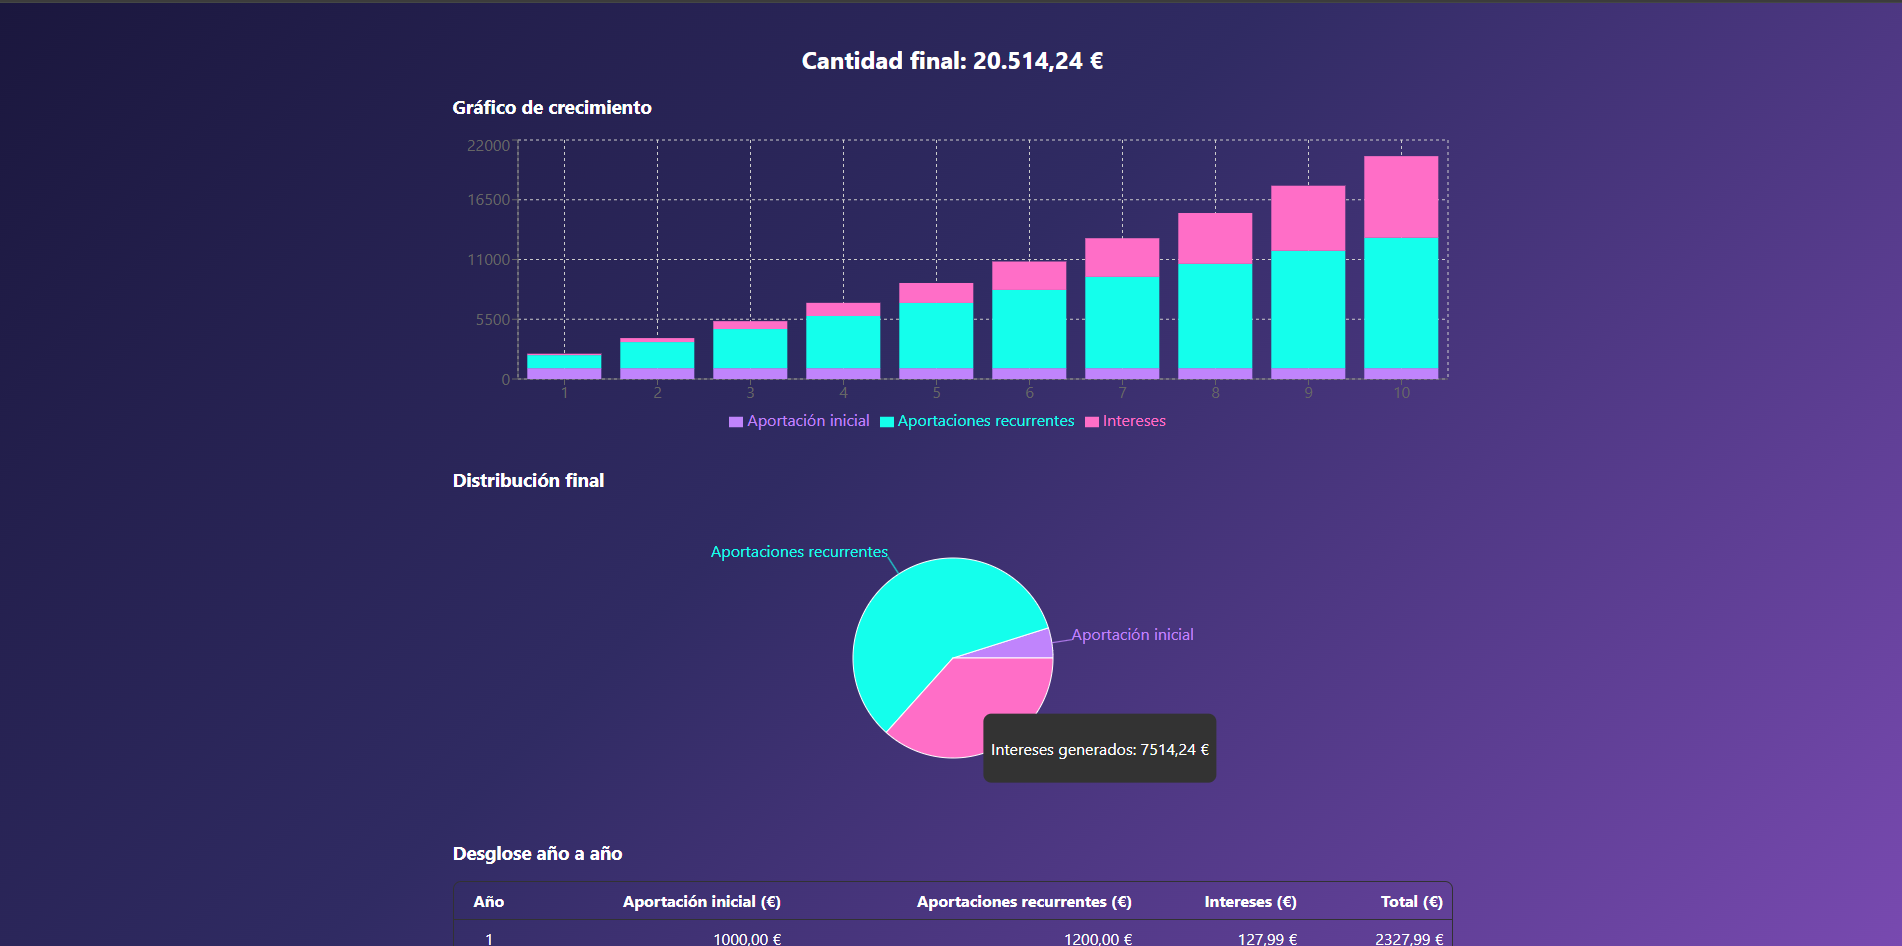 Cantidad final: 20.514,24 €
Gráfico de crecimiento
22000
16500
11000
5500
0
1 2 3 4 5 6 7 8 9 10
Aportación inicial Aportaciones recurrentes Intereses
Distribución final
Aportaciones recurrentes
Aportación inicial
Intereses generados: 7514,24 €
Desglose año a año
Año Aportación inicial (€) Aportaciones recurrentes (€) Intereses (€) Total (€)
1 1000,00 € 1200,00 € 127,99 € 2327,99 €